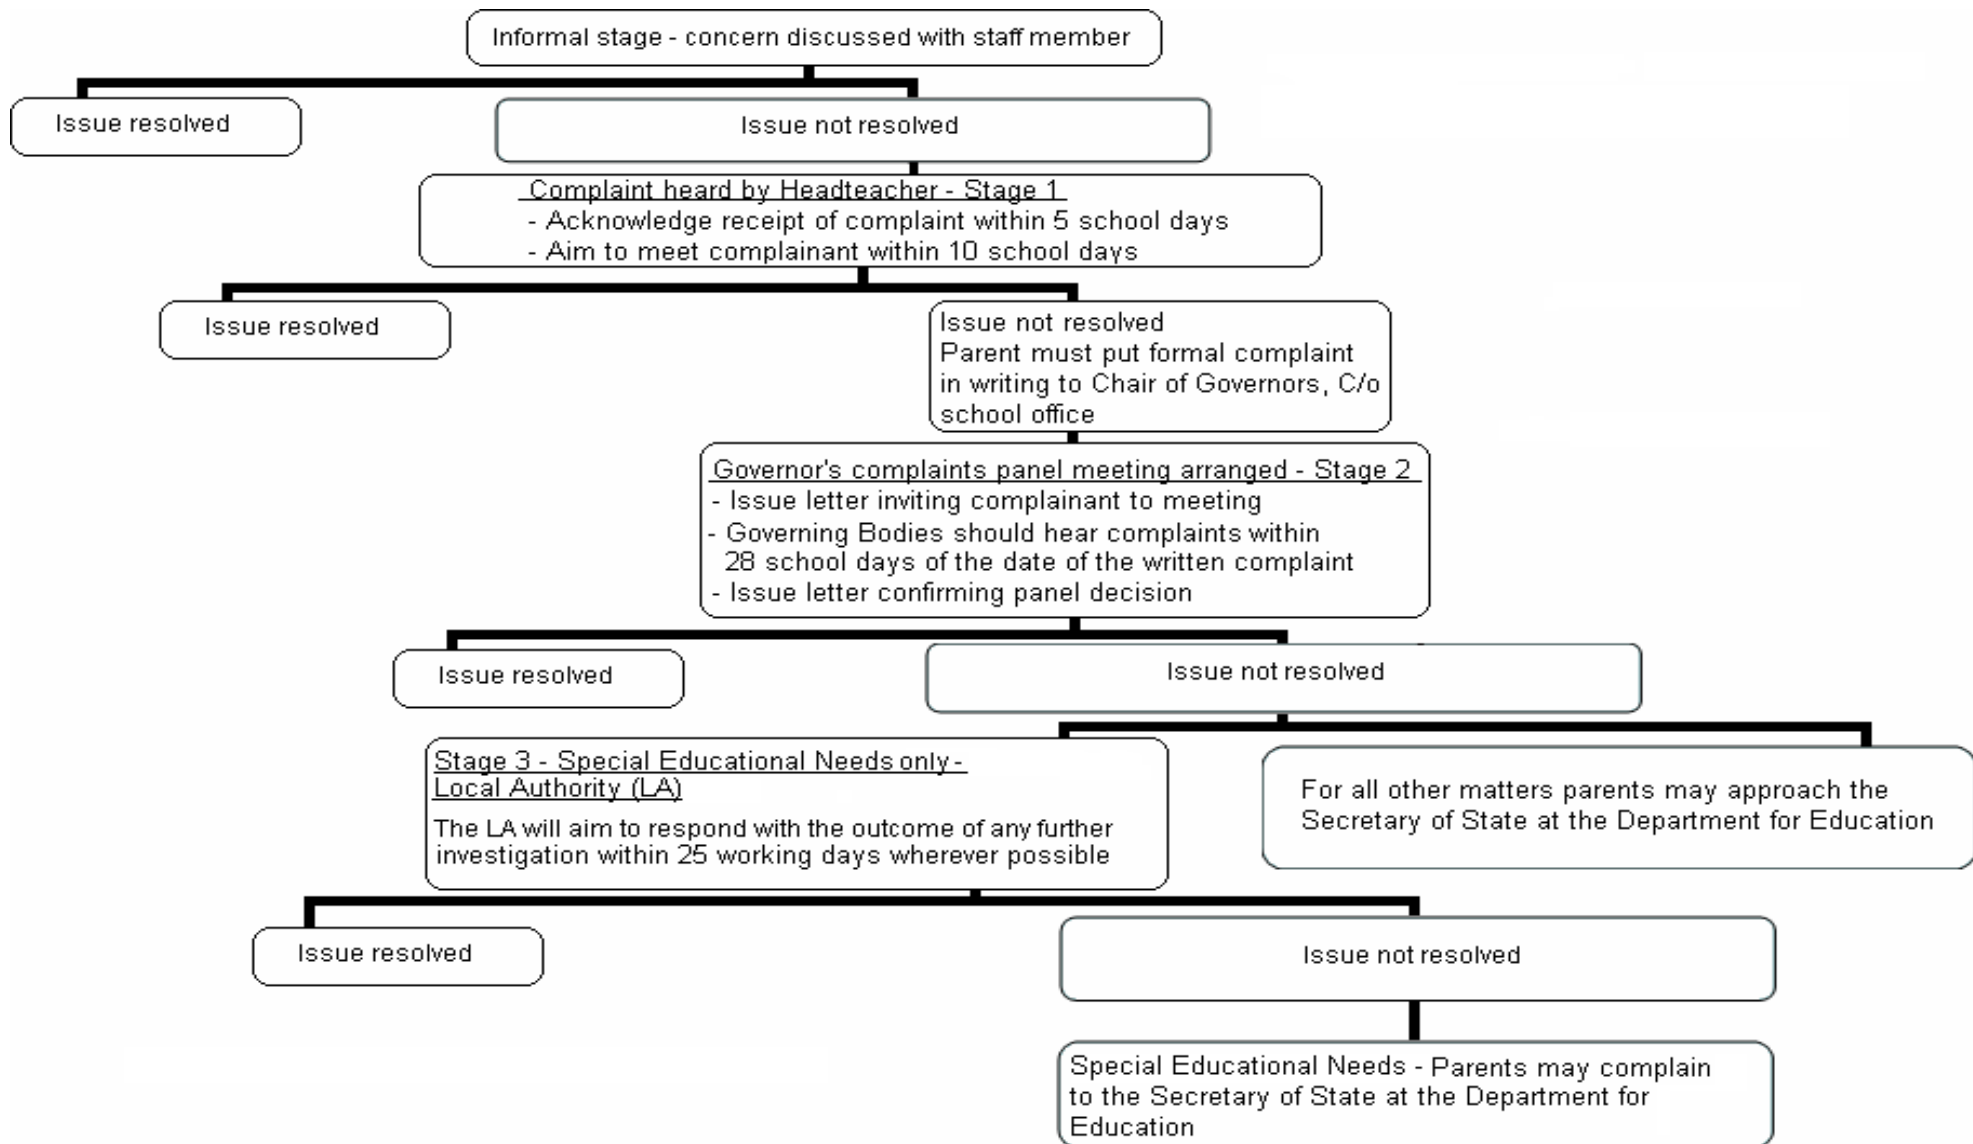 Informal stage - concern discussed with staff member
Issue resolved
Issue not resolved
Complaint heard by Headteacher - Stage 1
- Acknowledge receipt of complaint within 5 school days
- Aim to meet complainant within 10 school days
Issue resolved
Issue not resolved
Parent must put formal complaint
in writing to Chair of Governors, C/o
school office
Governor's complaints panel meeting arranged - Stage 2
- Issue letter inviting complainant to meeting
- Governing Bodies should hear complaints within
28 school days of the date of the written complaint
- Issue letter confirming panel decision
Issue resolved
Issue not resolved
Stage 3 - Special Educational Needs only -
Local Authority (LA)
The LA will aim to respond with the outcome of any further
investigation within 25 working days wherever possible
For all other matters parents may approach the
Secretary of State at the Department for Education
Issue resolved
Issue not resolved
Special Educational Needs - Parents may complain
to the Secretary of State at the Department for
Education